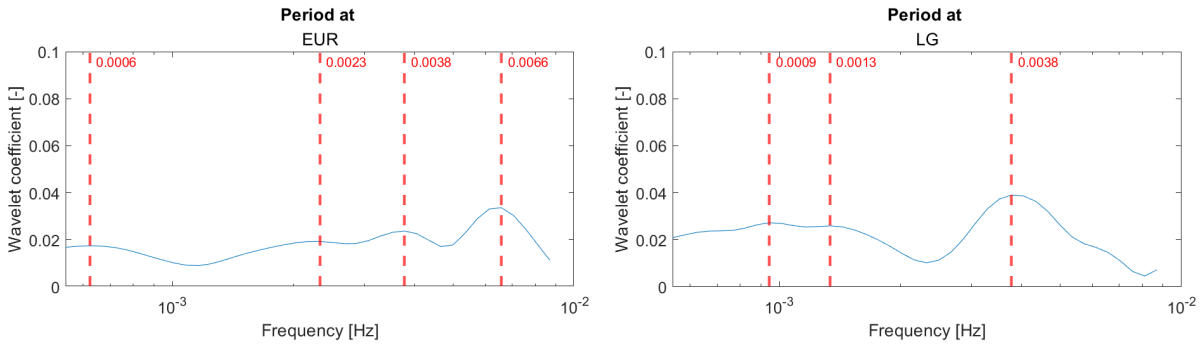 Period at
EUR
0.1
0.08
0.06
0.04
0.02
0
Wavelet coefficient [-]
0.0006
0.0023
0.0038
0.0066
10-3
10-2
Frequency [Hz]
Period at
LG
0.1
0.08
0.06
0.04
0.02
0
Wavelet coefficient [-]
0.0009
0.0013
0.0038
10-3
10-2
Frequency [Hz]